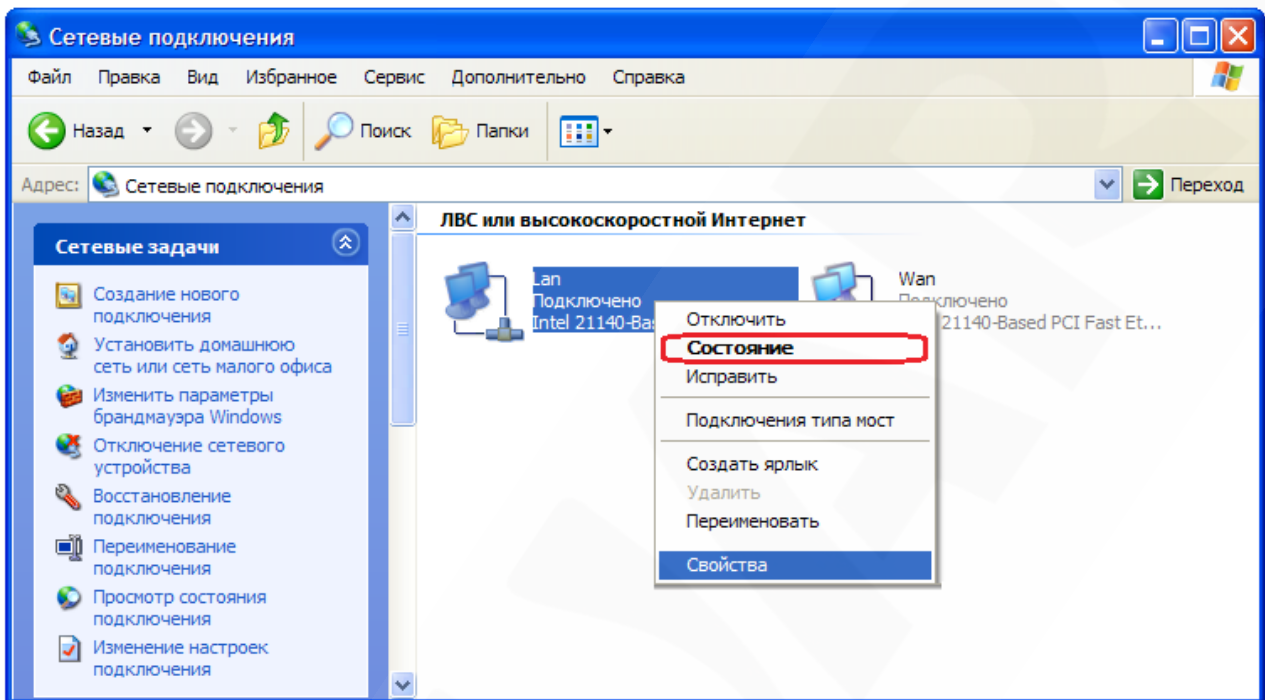 Сетевые подключения
Файл Правка Вид Избранное Сервис Дополнительно Справка
Назад Поиск Папки
Адрес: Сетевые подключения Переход
Сетевые задачи
Создание нового
подключения
Установить домашнюю
сеть или сеть малого офиса
Изменить параметры
брандмауэра Windows
Отключение сетевого
устройства
Восстановление
подключения
Переименование
подключения
Просмотр состояния
подключения
Изменение настроек
подключения
ЛВС или высокоскоростной Интернет
Lan
Подключено
Intel 21140-Ba
Wan
Подключено
21140-Based PCI Fast Et...
Отключить
Состояние
Исправить
Подключения типа мост
Создать ярлык
Удалить
Переименовать
Свойства